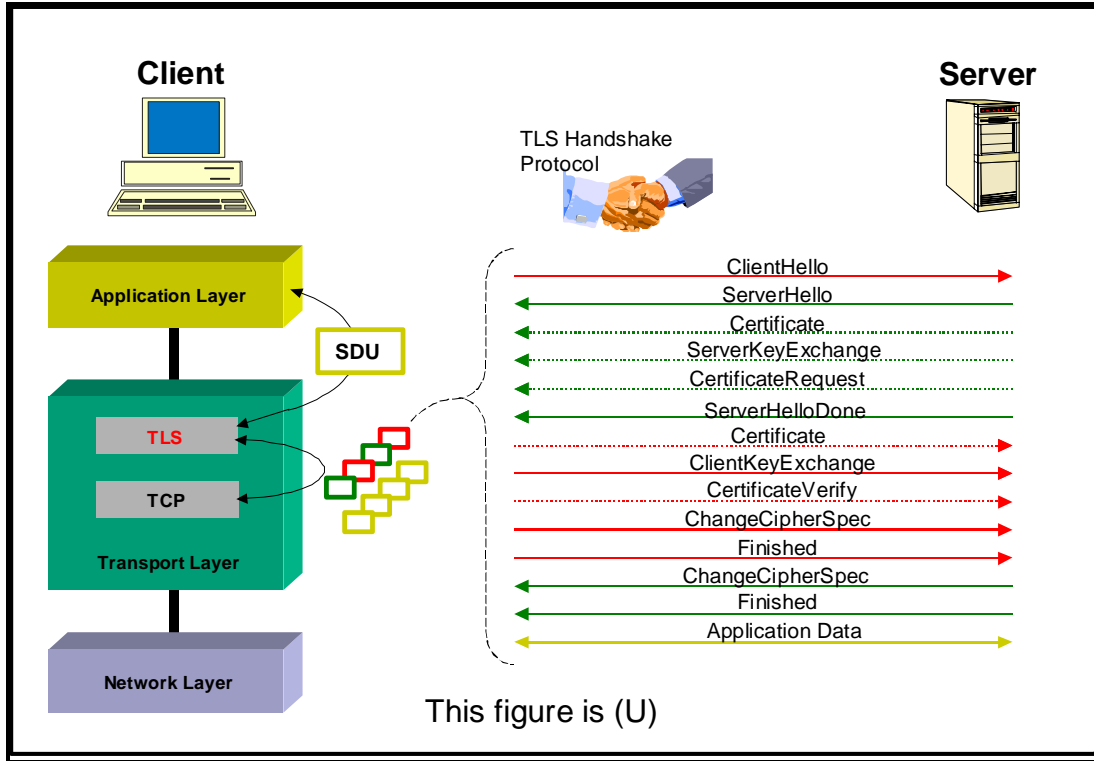 Client
Server
TLS Handshake
Protocol
Application Layer
SDU
TLS
TCP
Transport Layer
Network Layer
ClientHello
ServerHello
Certificate
ServerKeyExchange
CertificateRequest
ServerHelloDone
Certificate
ClientKeyExchange
CertificateVerify
ChangeCipherSpec
Finished
ChangeCipherSpec
Finished
Application Data
This figure is (U)